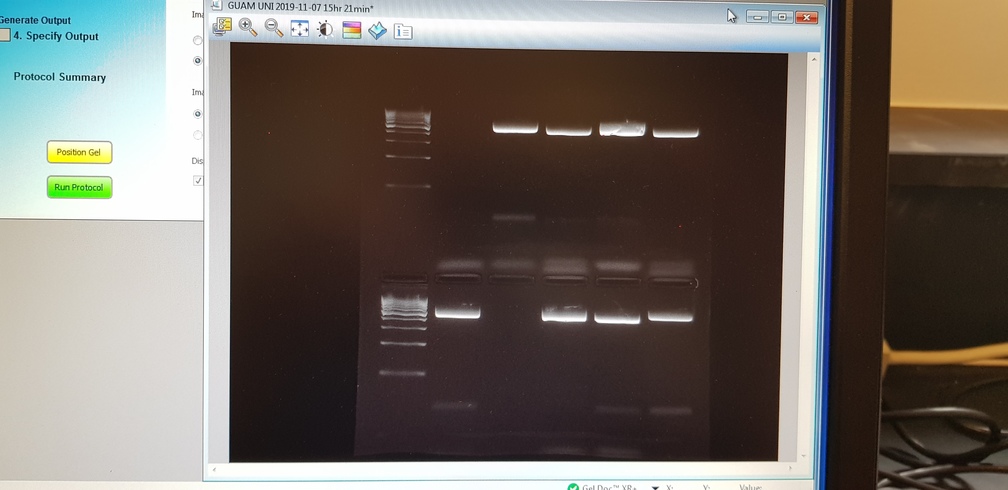 GUAM UNI 2019-11-07 15hr 21min*
Generate Output
4. Specify Output
Protocol Summary
Position Gel
Run Protocol
Ima
Ima
Dis
Gel Doc™ XR+
X:
Y:
Value: